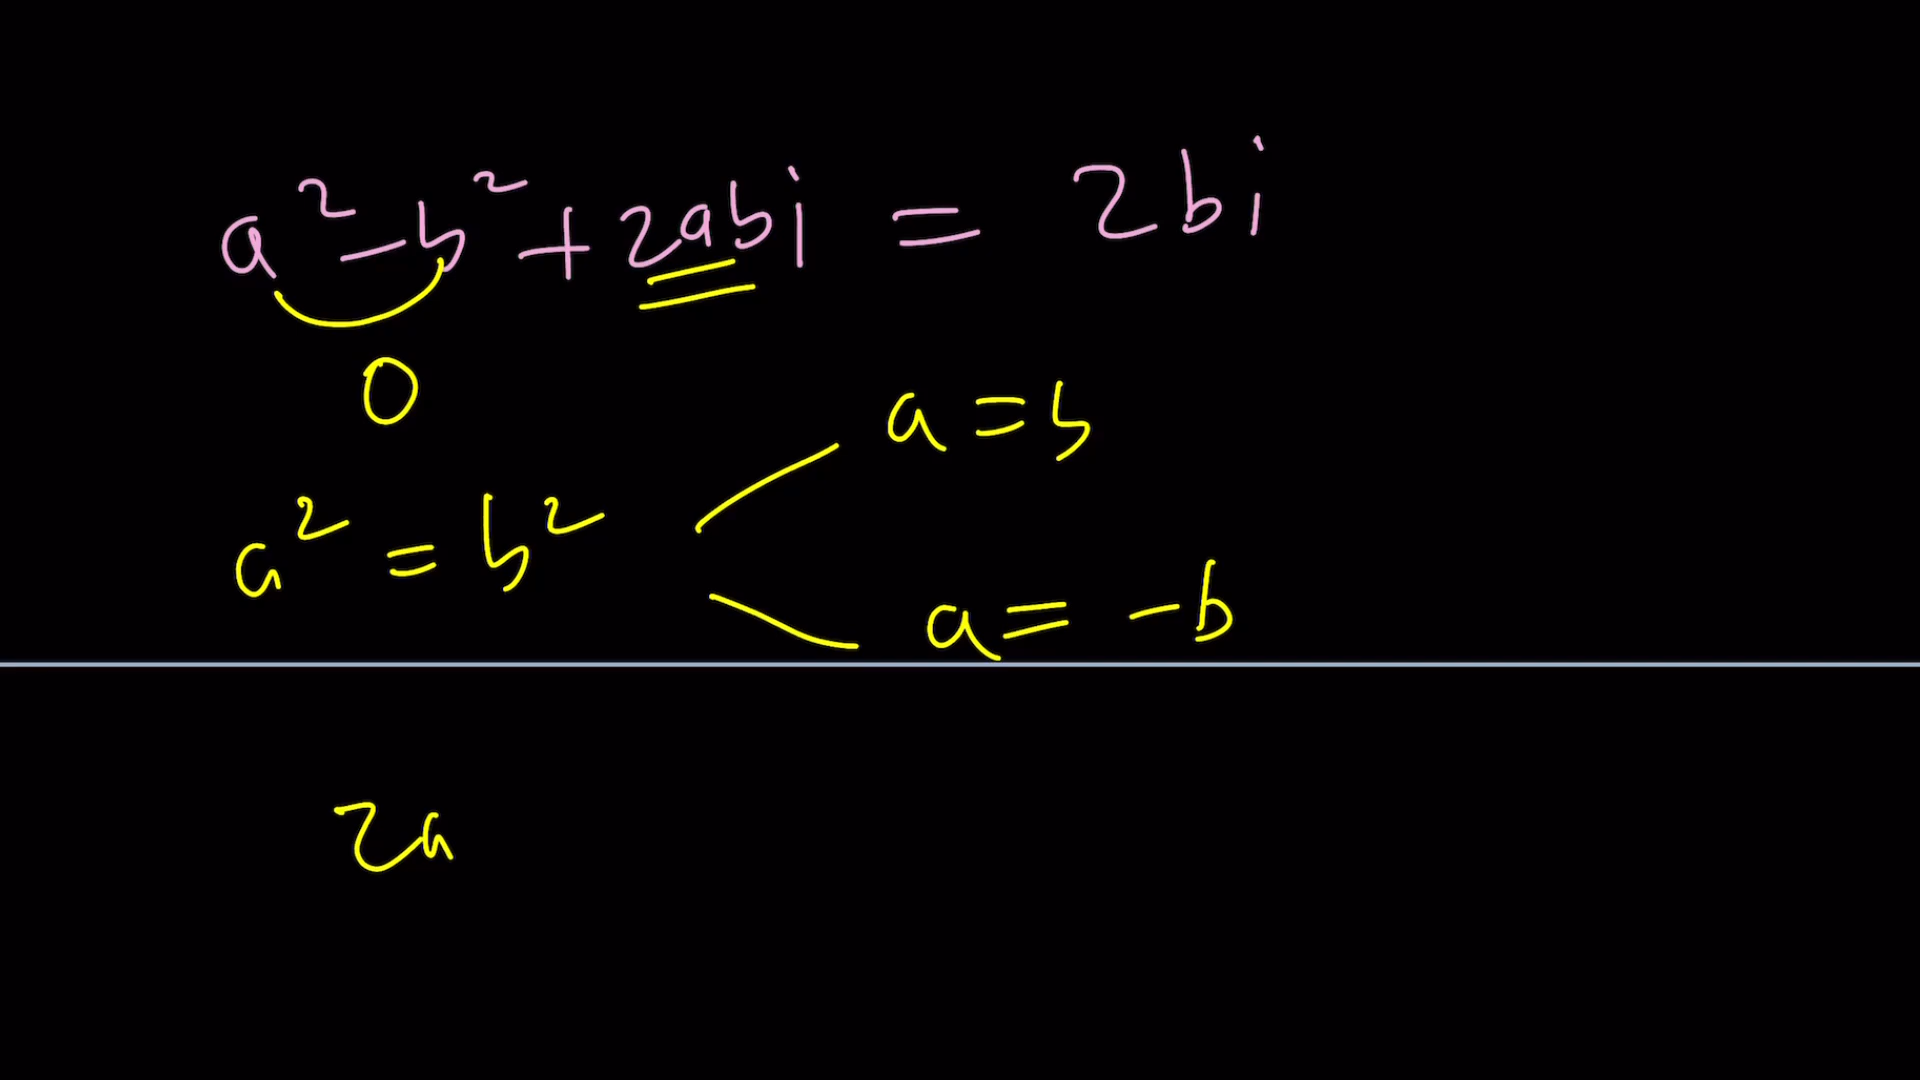 a² - b² + 2abi = 2bi
0
a = b
a² = b²
a = -b
2a